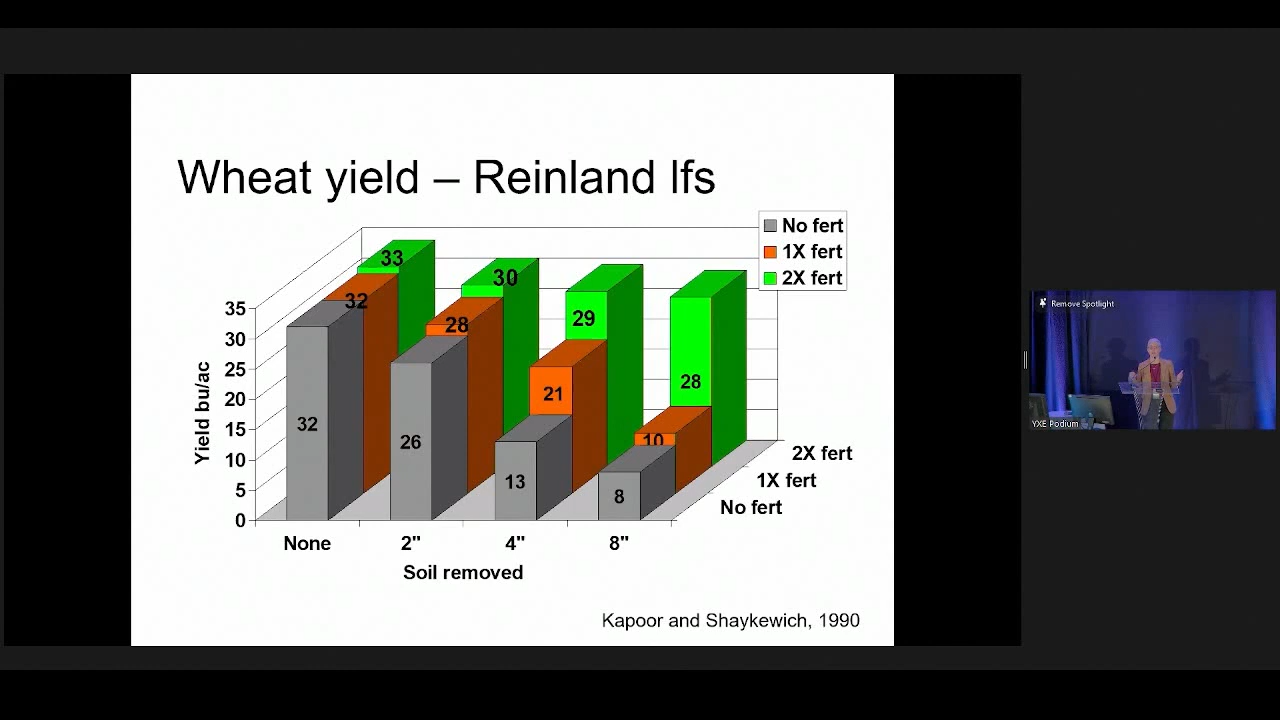 Wheat yield – Reinland lfs
No fert
1X fert
2X fert
33
30
29
28
32
28
21
10
32
26
13
8
35
30
25
20
15
10
5
0
Yield bu/ac
2X fert
1X fert
No fert
None
2"
4"
8"
Soil removed
Kapoor and Shaykewich, 1990
Remove Spotlight
YXE Podium